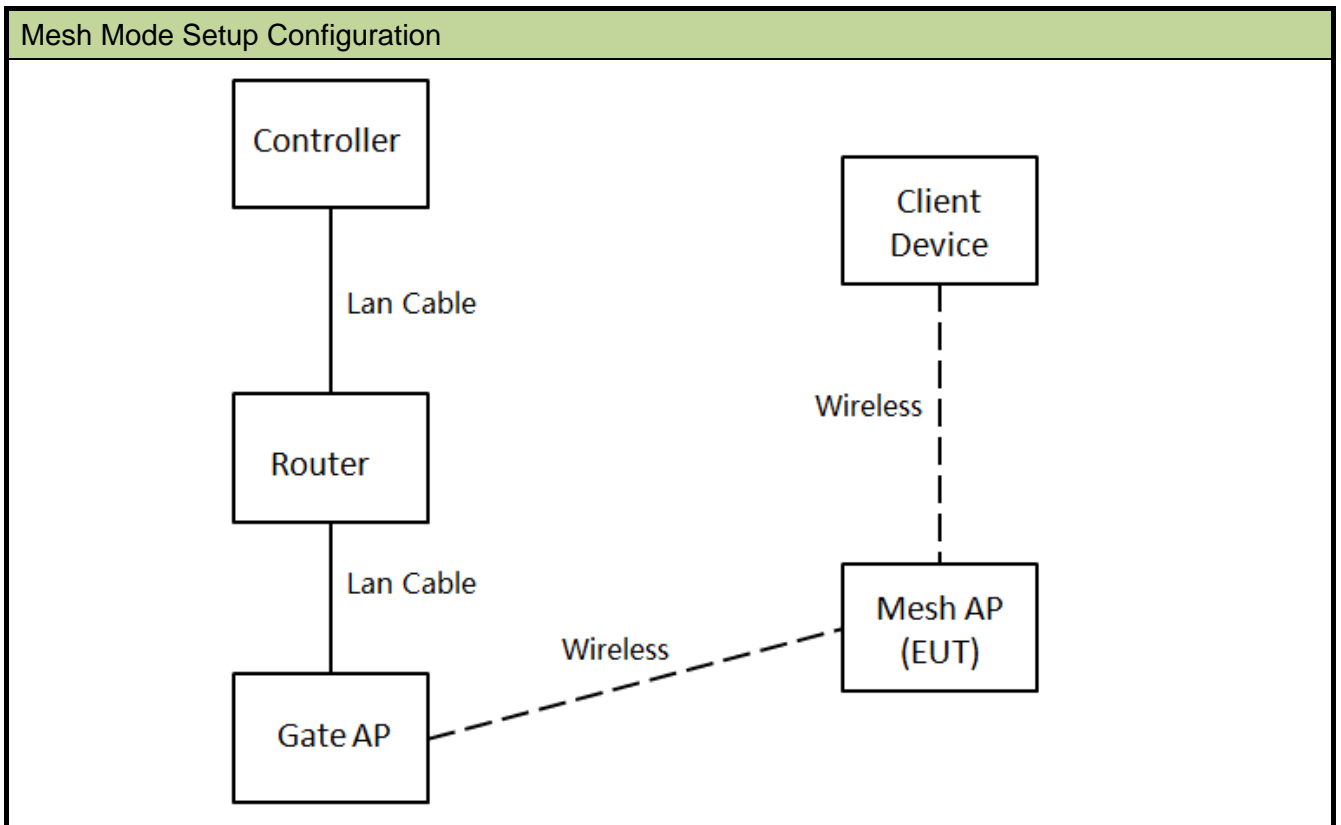 Mesh Mode Setup Configuration
Controller
Client
Device
Lan Cable
Wireless
Router
Lan Cable
Mesh AP
(EUT)
Wireless
Gate AP